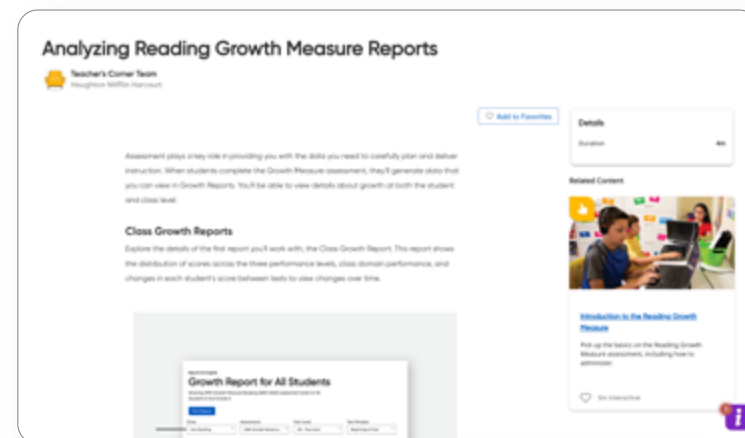 Analyzing Reading Growth Measure Reports
Teacher's Corner Team
Houghton Mifflin Harcourt
Add to Favorites
Assessment plays a key role in providing you with the data you need to carefully plan and deliver
instruction. When students complete the Growth Measure assessment, they'll generate data that
you can view in Growth Reports. You'll be able to view details about growth at both the student
and class level.
Class Growth Reports
Explore the details of the first report you'll work with, the Class Growth Report. This report shows
the distribution of scores across the three performance levels, class domain performance, and
changes in each student's score between tests to view changes over time.
Growth Report for All Students
Details
Duration
Related Content
Introduction to the Reading Growth
Measure
Pick up the basics on the Reading Growth
Measure assessment, including how to
administer.